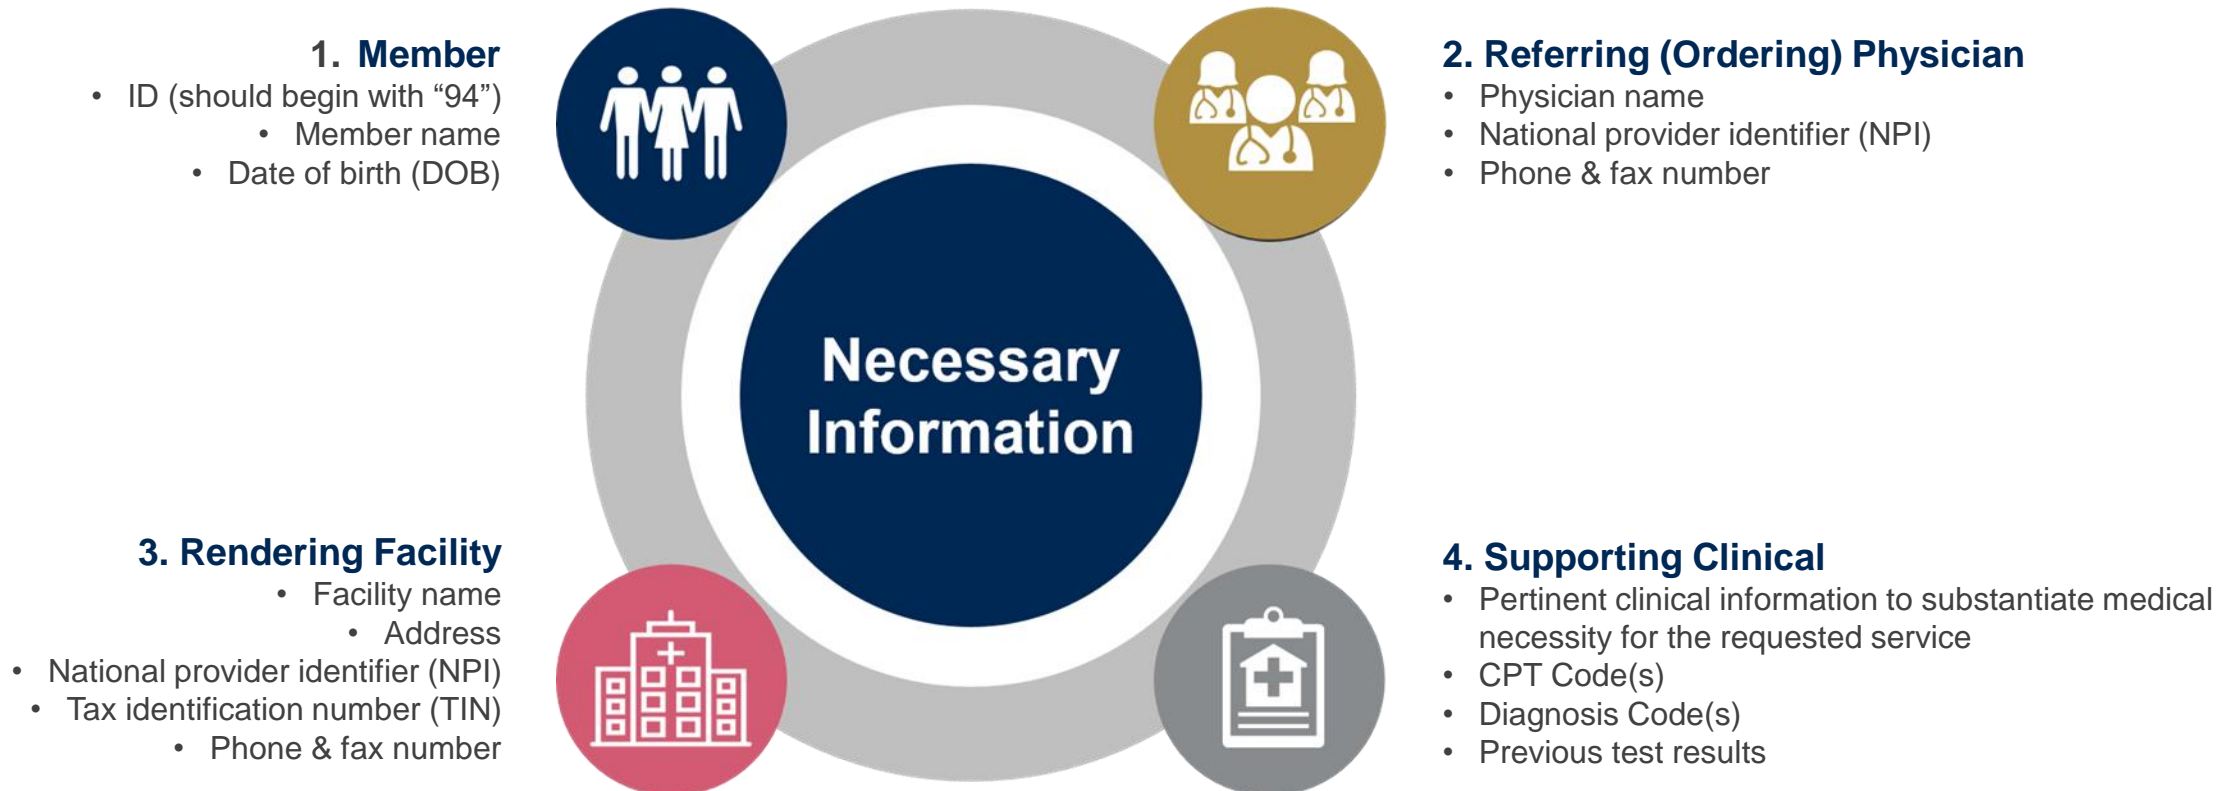 1. Member
• ID (should begin with “94”)
• Member name
• Date of birth (DOB)
2. Referring (Ordering) Physician
• Physician name
• National provider identifier (NPI)
• Phone & fax number
Necessary
Information
3. Rendering Facility
• Facility name
• Address
• National provider identifier (NPI)
• Tax identification number (TIN)
• Phone & fax number
4. Supporting Clinical
• Pertinent clinical information to substantiate medical
necessity for the requested service
• CPT Code(s)
• Diagnosis Code(s)
• Previous test results